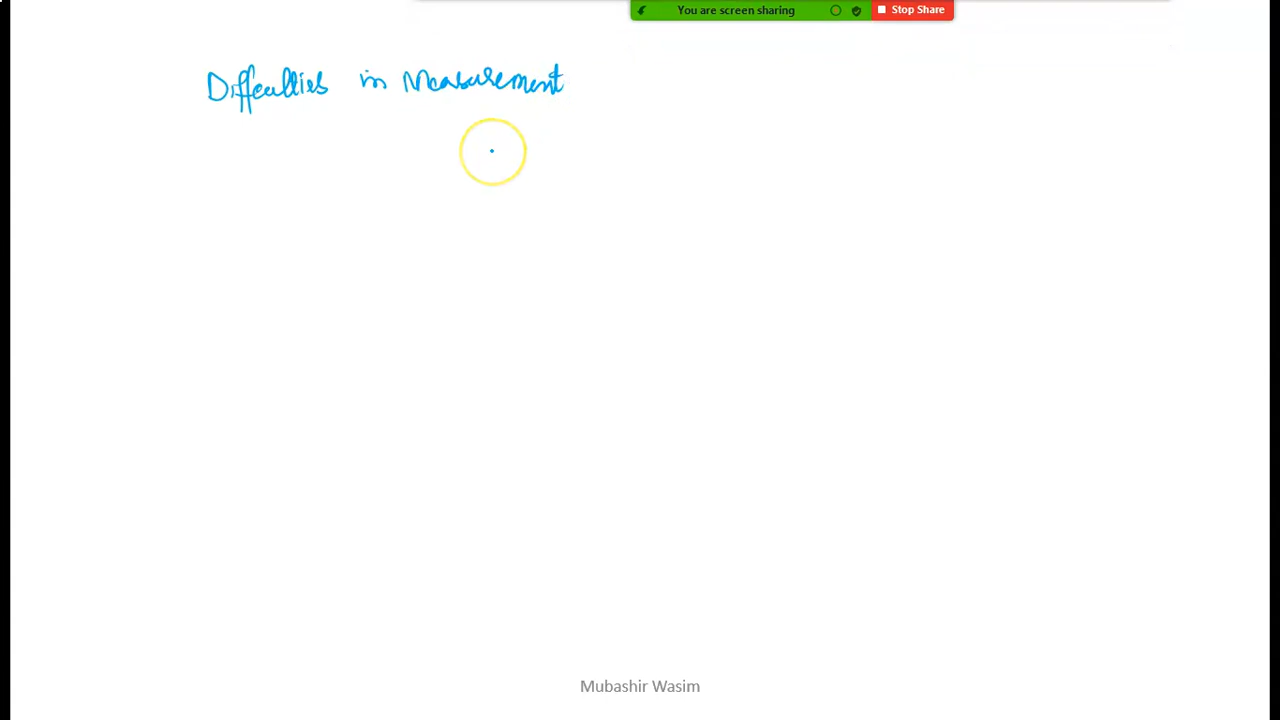 You are screen sharing Stop Share
Difficulties in Measurement
Mubashir Wasim